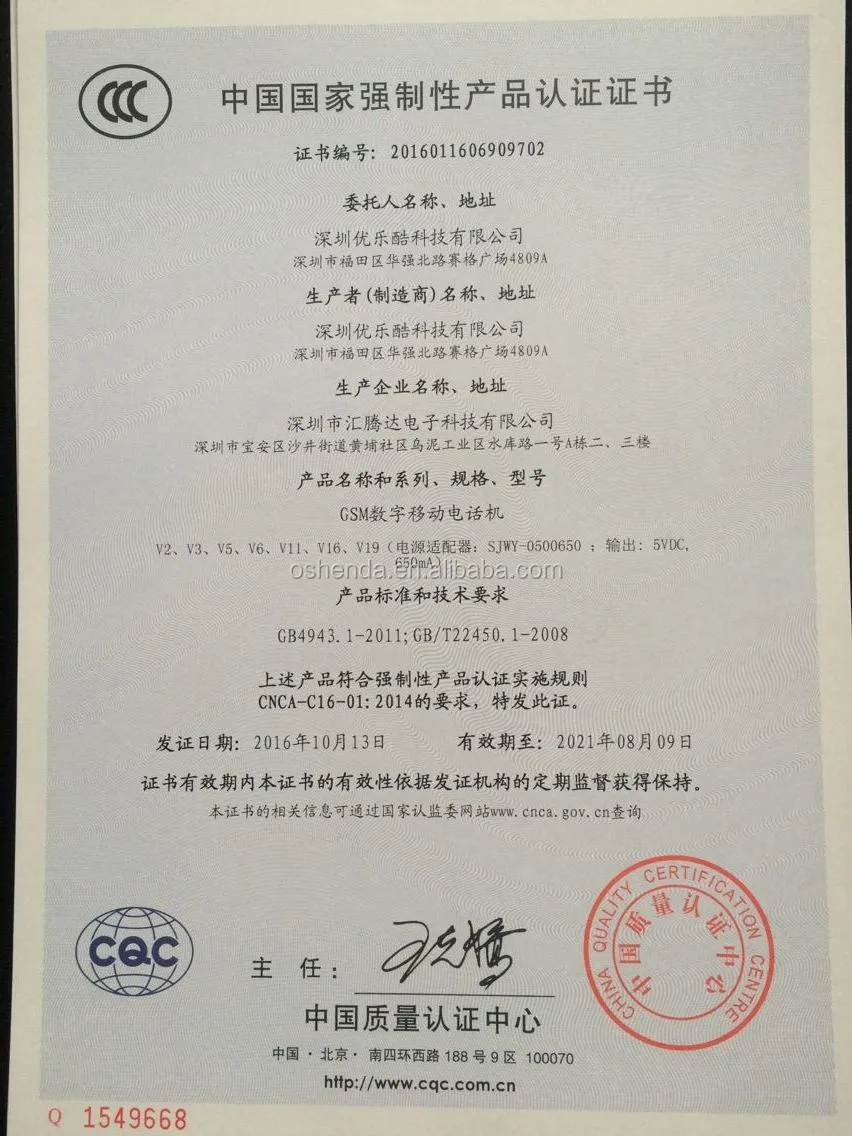 CCC
中国国家强制性产品认证证书
证书编号: 2016011606909702
委托人名称、地址
深圳优乐酷科技有限公司
深圳市福田区华强北路赛格广场4809A
生产者(制造商)名称、地址
深圳优乐酷科技有限公司
深圳市福田区华强北路赛格广场4809A
生产企业名称、地址
深圳市汇腾达电子科技有限公司
深圳市宝安区沙井街道黄埔社区乌泥工业区水库路一号A栋二、三楼
产品名称和系列、规格、型号
GSM数字移动电话机
V2、V3、V5、V6、V11、V16、V19（电源适配器: SJWY-0500650 ; 输出: 5VDC,
650mA）
oshenda.en.alibaba.com
产品标准和技术要求
GB4943.1-2011;GB/T22450.1-2008
上述产品符合强制性产品认证实施规则
CNCA-C16-01:2014的要求，特发此证。
发证日期: 2016年10月13日 有效期至: 2021年08月09日
证书有效期内本证书的有效性依据发证机构的定期监督获得保持。
本证书的相关信息可通过国家认监委网站www.cnca.gov.cn查询
CQC
主 任:
CHINA QUALITY CERTIFICATION CENTRE
中国质量认证中心
中国质量认证中心
中国·北京·南四环西路 188 号 9 区 100070
http://www.cqc.com.cn
Q 1549668